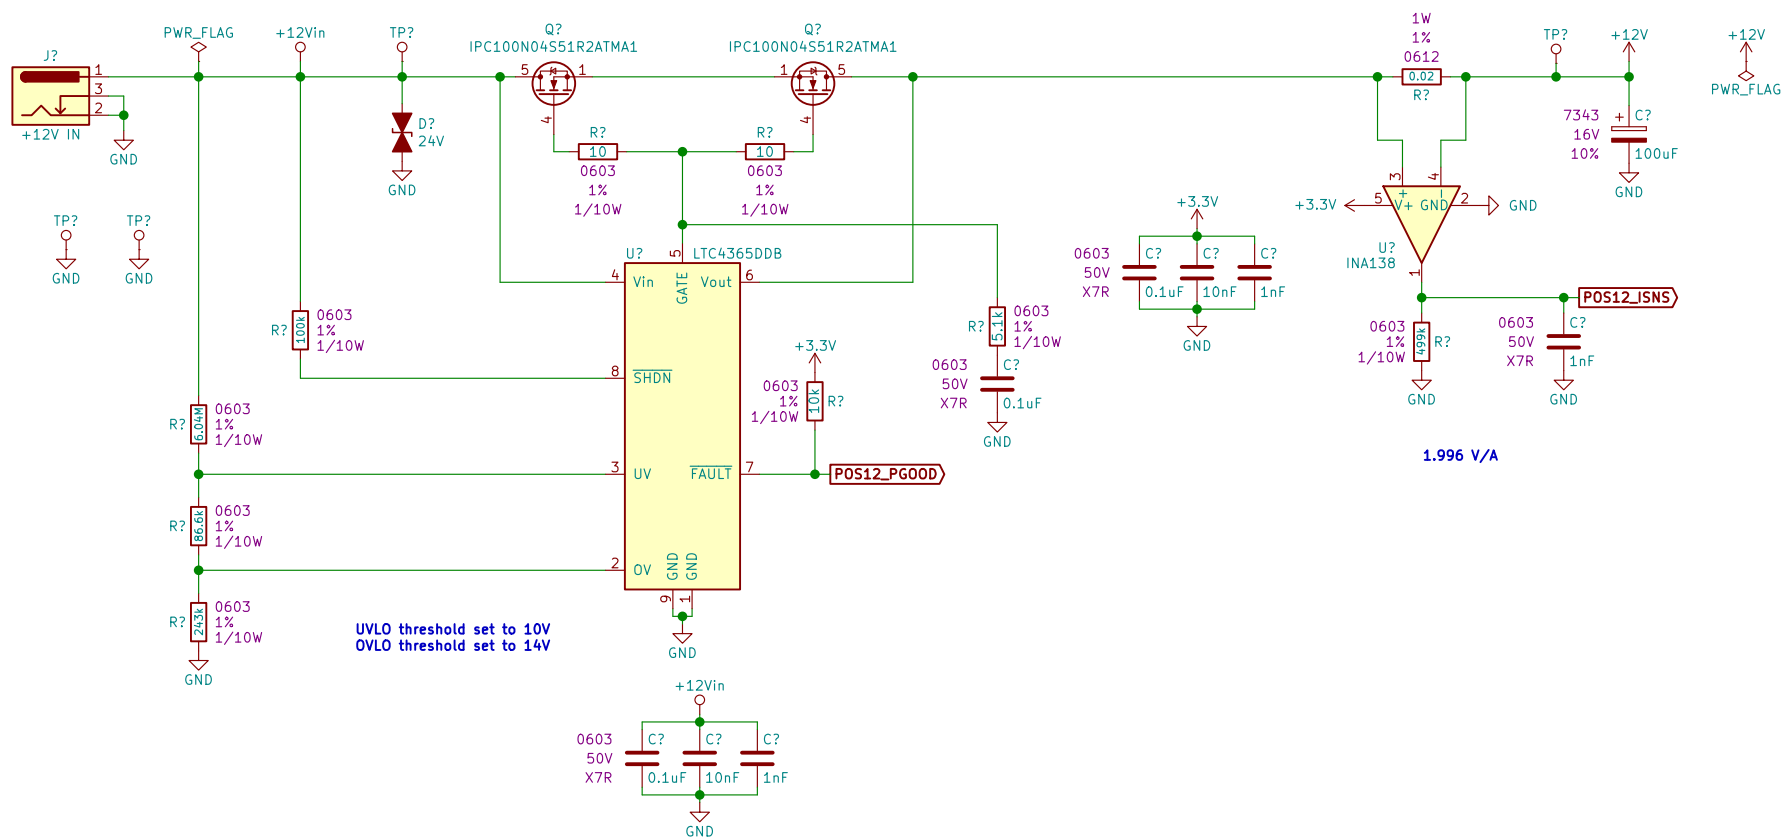 J?
+12V IN
1
3
2
GND
PWR_FLAG
+12Vin
TP?
D?
24V
GND
TP?
GND
TP?
GND
Q?
IPC100N04S51R2ATMA1
5
1
4
Q?
IPC100N04S51R2ATMA1
1
5
4
R?
10
0603
1%
1/10W
R?
10
0603
1%
1/10W
1W
1%
0612
0.02
R?
TP?
+12V
+12V
PWR_FLAG
7343
16V
10%
+
C?
100uF
GND
3
4
+
-
+3.3V
5
V+
GND
2
GND
U?
INA138
1
POS12_ISNS
0603
1%
1/10W
499k
R?
GND
0603
50V
X7R
C?
1nF
GND
1.996 V/A
+3.3V
0603
50V
X7R
C?
0.1uF
C?
10nF
C?
1nF
GND
U?
LTC4365DDB
5
GATE
4
Vin
Vout
6
8
SHDN
3
UV
FAULT
7
2
OV
GND
GND
9
1
GND
R?
100k
0603
1%
1/10W
R?
6.04M
0603
1%
1/10W
R?
86.6k
0603
1%
1/10W
R?
243k
0603
1%
1/10W
GND
+3.3V
0603
1%
1/10W
10k
R?
POS12_PGOOD
R?
5.1k
0603
1%
1/10W
0603
50V
X7R
C?
0.1uF
GND
UVLO threshold set to 10V
OVLO threshold set to 14V
+12Vin
0603
50V
X7R
C?
0.1uF
C?
10nF
C?
1nF
GND